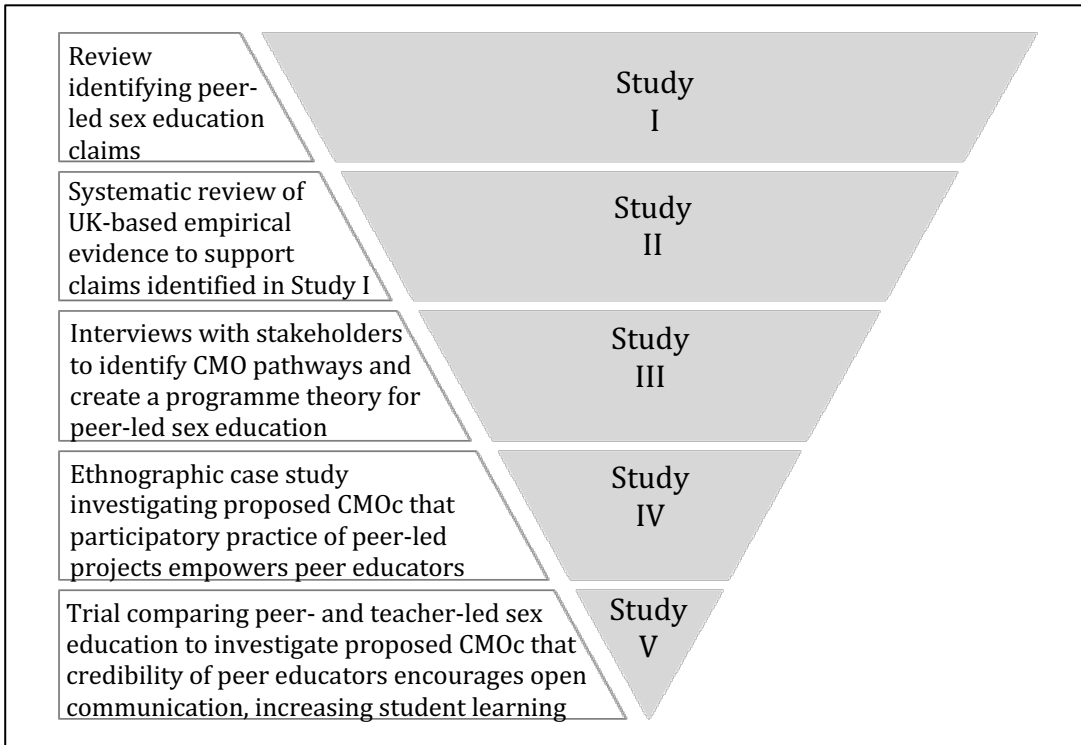 Review
identifying peer-
led sex education
claims
Study
I
Systematic review of
UK-based empirical
evidence to support
claims identified in Study I
Study
II
Interviews with stakeholders
to identify CMO pathways and
create a programme theory for
peer-led sex education
Study
III
Ethnographic case study
investigating proposed CMOc that
participatory practice of peer-led
projects empowers peer educators
Study
IV
Trial comparing peer- and teacher-led sex
education to investigate proposed CMOc that
credibility of peer educators encourages open
communication, increasing student learning
Study
V